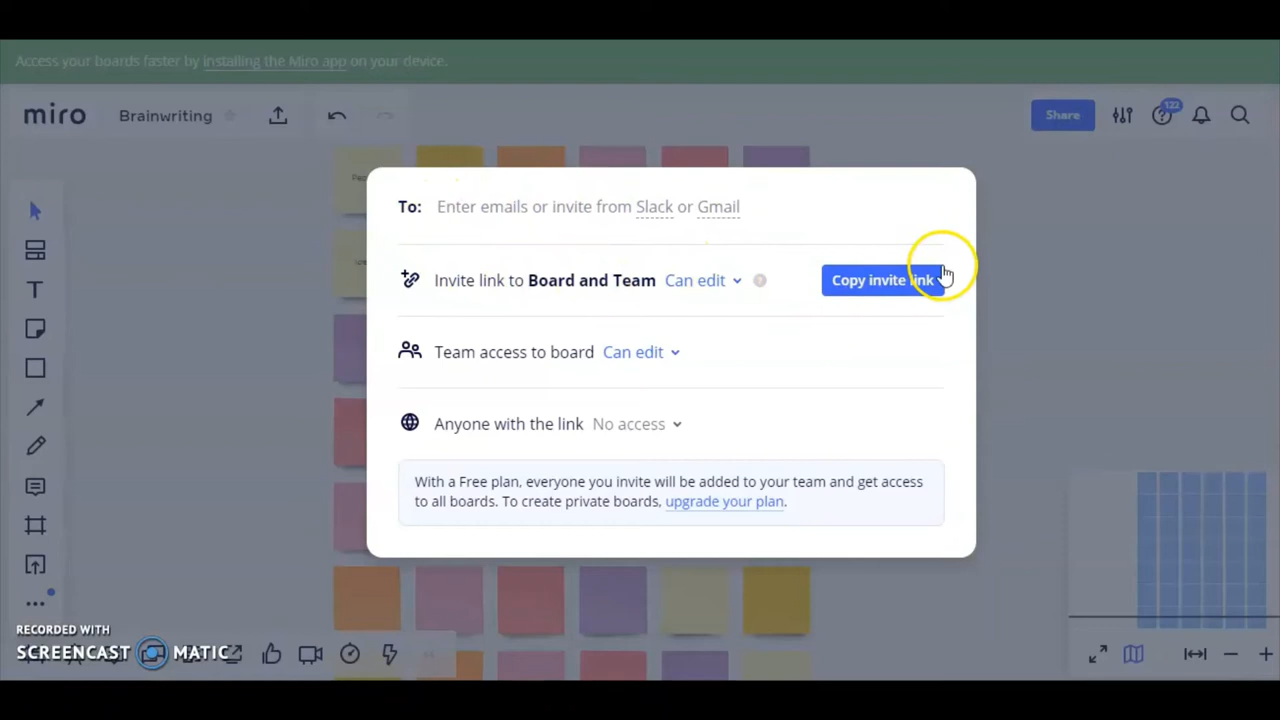 Access your boards faster by installing the Miro app on your device.
miro
Brainwriting
Share
122
To: Enter emails or invite from Slack or Gmail
Invite link to Board and Team Can edit
Copy invite link
Team access to board Can edit
Anyone with the link No access
With a Free plan, everyone you invite will be added to your team and get access
to all boards. To create private boards, upgrade your plan.
RECORDED WITH
SCREENCAST MATIC